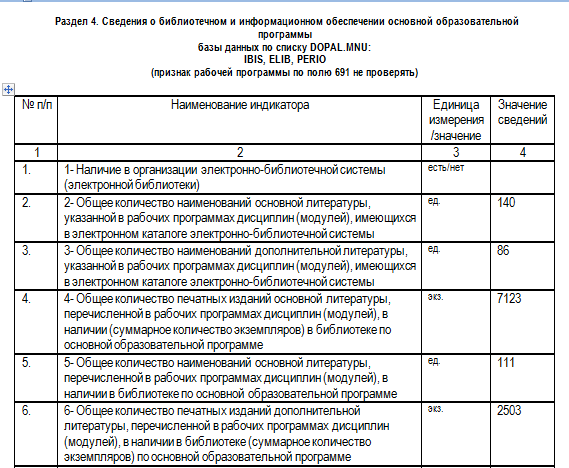 Раздел 4. Сведения о библиотечном и информационном обеспечении основной образовательной
программы
базы данных по списку DOPAL.MNU:
IBIS, ELIB, PERIO
(признак рабочей программы по полю 691 не проверять)
№ п/п Наименование индикатора Единица измерения /значение Значение сведений
1 2 3 4
1. 1- Наличие в организации электронно-библиотечной системы есть/нет
(электронной библиотеки)
2. 2- Общее количество наименований основной литературы, ед. 140
указанной в рабочих программах дисциплин (модулей), имеющихся
в электронном каталоге электронно-библиотечной системы
3. 3- Общее количество наименований дополнительной литературы, ед. 86
указанной в рабочих программах дисциплин (модулей), имеющихся
в электронном каталоге электронно-библиотечной системы
4. 4- Общее количество печатных изданий основной литературы, экз. 7123
перечисленной в рабочих программах дисциплин (модулей), в
наличии (суммарное количество экземпляров) в библиотеке по
основной образовательной программе
5. 5- Общее количество наименований основной литературы, ед. 111
перечисленной в рабочих программах дисциплин (модулей), в
наличии в библиотеке по основной образовательной программе
6. 6- Общее количество печатных изданий дополнительной экз. 2503
литературы, перечисленной в рабочих программах дисциплин
(модулей), в наличии в библиотеке (суммарное количество
экземпляров) по основной образовательной программе